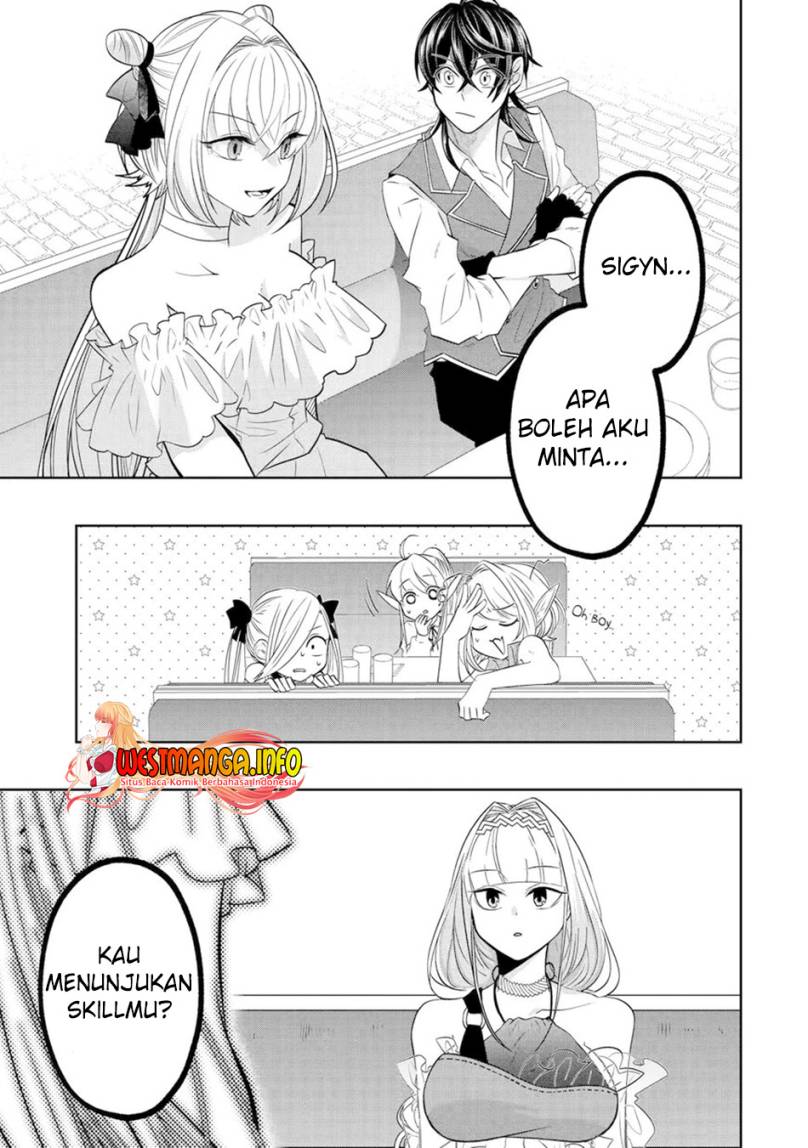 SIGYN...
APA
BOLEH AKU
MINTA...
Oh Boy...
WESTMANGA.INFO
Situs Baca Komik Berbahasa Indonesia
KAU
MENUNJUKAN
SKILLMU?